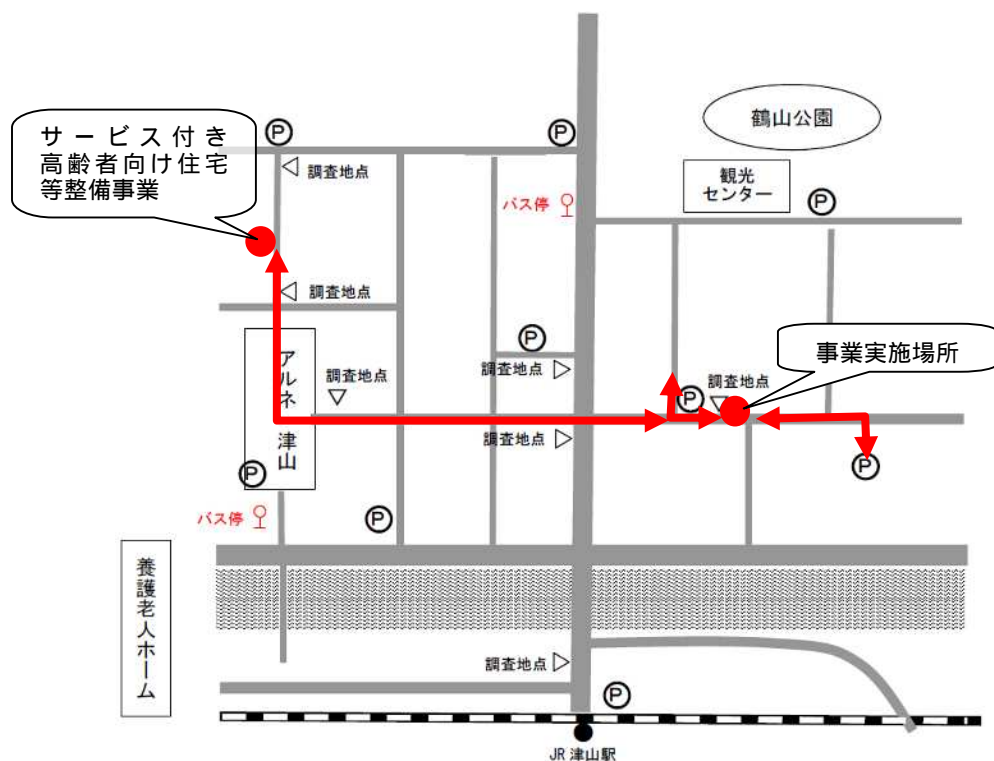 サービス付き
高齢者向け住宅
等整備事業
P
P
鶴山公園
調査地点
観光
センター
バス停
P
調査地点
事業実施場所
P
アルネ津山
調査地点
調査地点
調査地点
P
調査地点
P
P
バス停
P
養護老人ホーム
調査地点
P
JR 津山駅